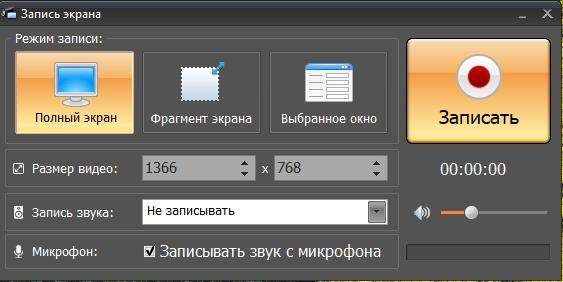 Запись экрана
Режим записи:
Полный экран
Фрагмент экрана
Выбранное окно
Записать
Размер видео: 1366 x 768
00:00:00
Запись звука: Не записывать
Микрофон: Записывать звук с микрофона